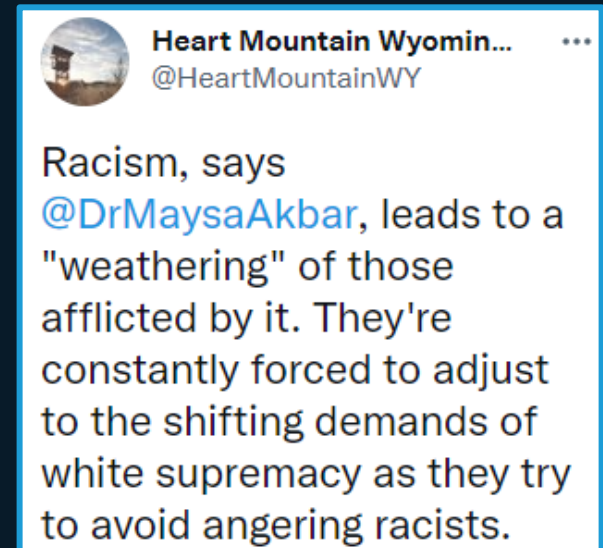 Heart Mountain Wyomin...
@HeartMountainWY
Racism, says
@DrMaysaAkbar, leads to a
"weathering" of those
afflicted by it. They're
constantly forced to adjust
to the shifting demands of
white supremacy as they try
to avoid angering racists.